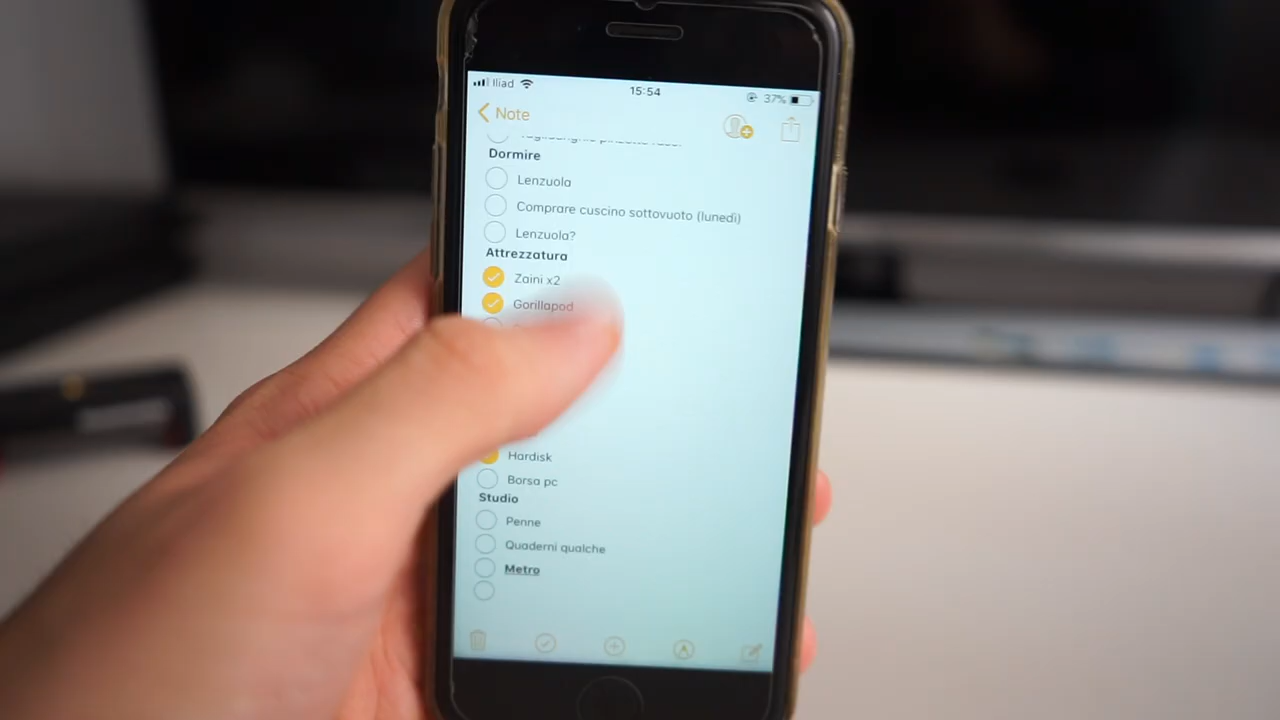 Iliad
15:54
37%
Note
Dormire
Lenzuola
Comprare cuscino sottovuoto (lunedì)
Lenzuola?
Attrezzatura
Zaini x2
Gorillapod
Hardisk
Borsa pc
Studio
Penne
Quaderni qualche
Metro